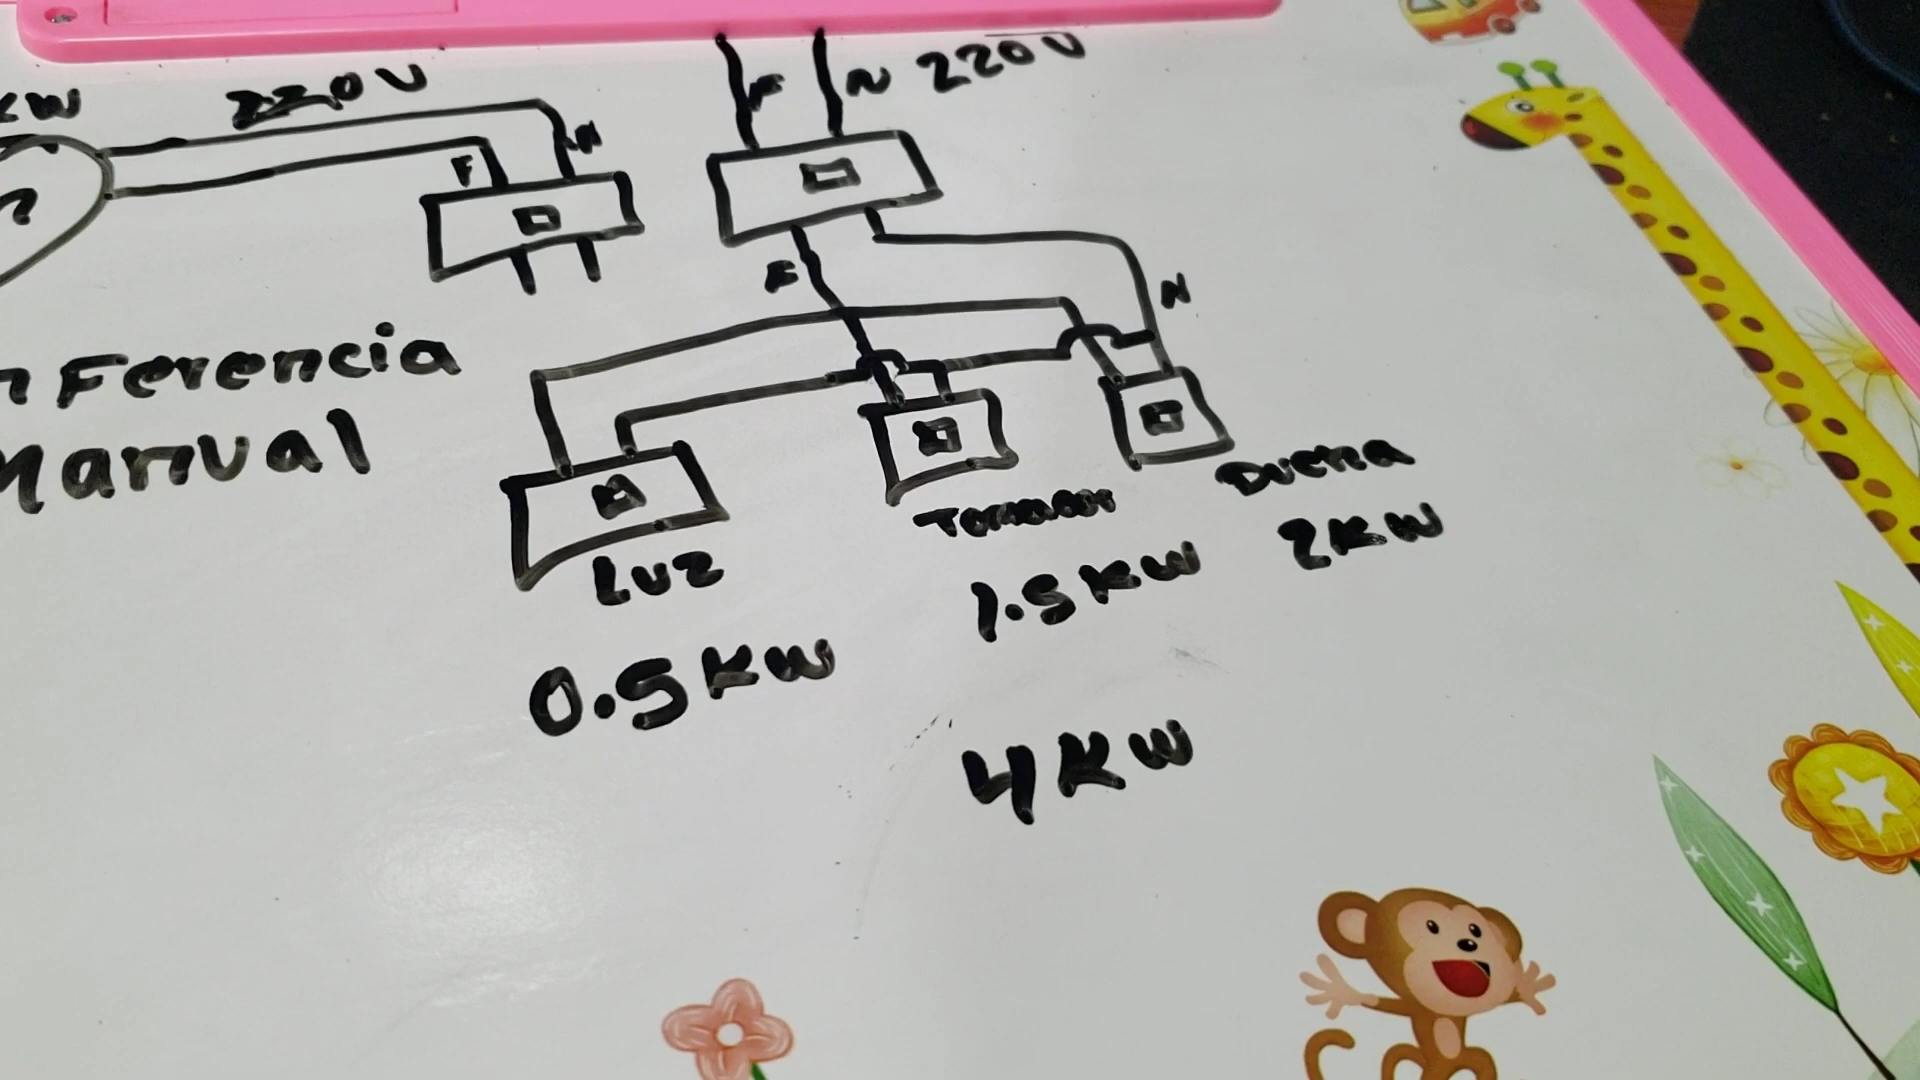 KW
220V
F
N
F
N
220V
F
N
nFerencia
Manual
Luz
0.5KW
1.5KW
Ducha
2KW
4KW